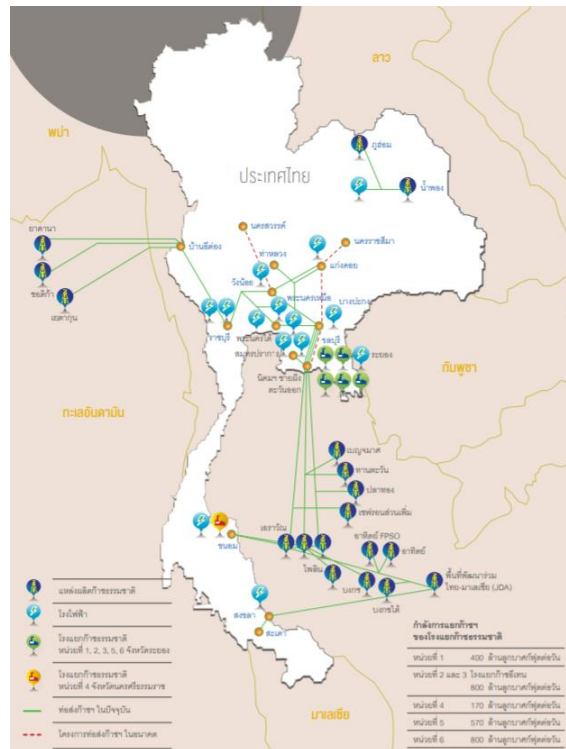 ลาว
พม่า
ภูฮ่อม
ประเทศไทย
น้ำพอง
ยาดานา
นครสวรรค์
นครราชสีมา
บ้านอีต่อง
ท่าหลวง
แก่งคอย
วังน้อย
พระนครเหนือ
บางปะกง
ราชบุรี
พระนครใต้
ชลบุรี
ระยอง
นิคมฯ ชายฝั่ง
ตะวันออก
กัมพูชา
ทะเลอันดามัน
เบญจมาศ
ทานตะวัน
ปลาทอง
เชฟรอนส่วนเพิ่ม
เอราวัณ
อาทิตย์ FPSO
อาทิตย์
ขนอม
ไพลิน
บงกช
บงกชใต้
พื้นที่พัฒนาร่วม
ไทย-มาเลเซีย (JDA)
สงขลา
สะเดา
มาเลเซีย
แหล่งผลิตก๊าซธรรมชาติ
โรงไฟฟ้า
โรงแยกก๊าซธรรมชาติ
หน่วยที่ 1, 2, 3, 5, 6 จังหวัดระยอง
โรงแยกก๊าซธรรมชาติ
หน่วยที่ 4 จังหวัดนครศรีธรรมราช
ท่อส่งก๊าซฯ ในปัจจุบัน
โครงการท่อส่งก๊าซฯ ในอนาคต
กำลังการแยกก๊าซฯ
ของโรงแยกก๊าซธรรมชาติ
หน่วยที่ 1 400 ล้านลูกบาศก์ฟุตต่อวัน
หน่วยที่ 2 และ 3 โรงแยกก๊าซอีเทน
800 ล้านลูกบาศก์ฟุตต่อวัน
หน่วยที่ 4 170 ล้านลูกบาศก์ฟุตต่อวัน
หน่วยที่ 5 570 ล้านลูกบาศก์ฟุตต่อวัน
หน่วยที่ 6 800 ล้านลูกบาศก์ฟุตต่อวัน